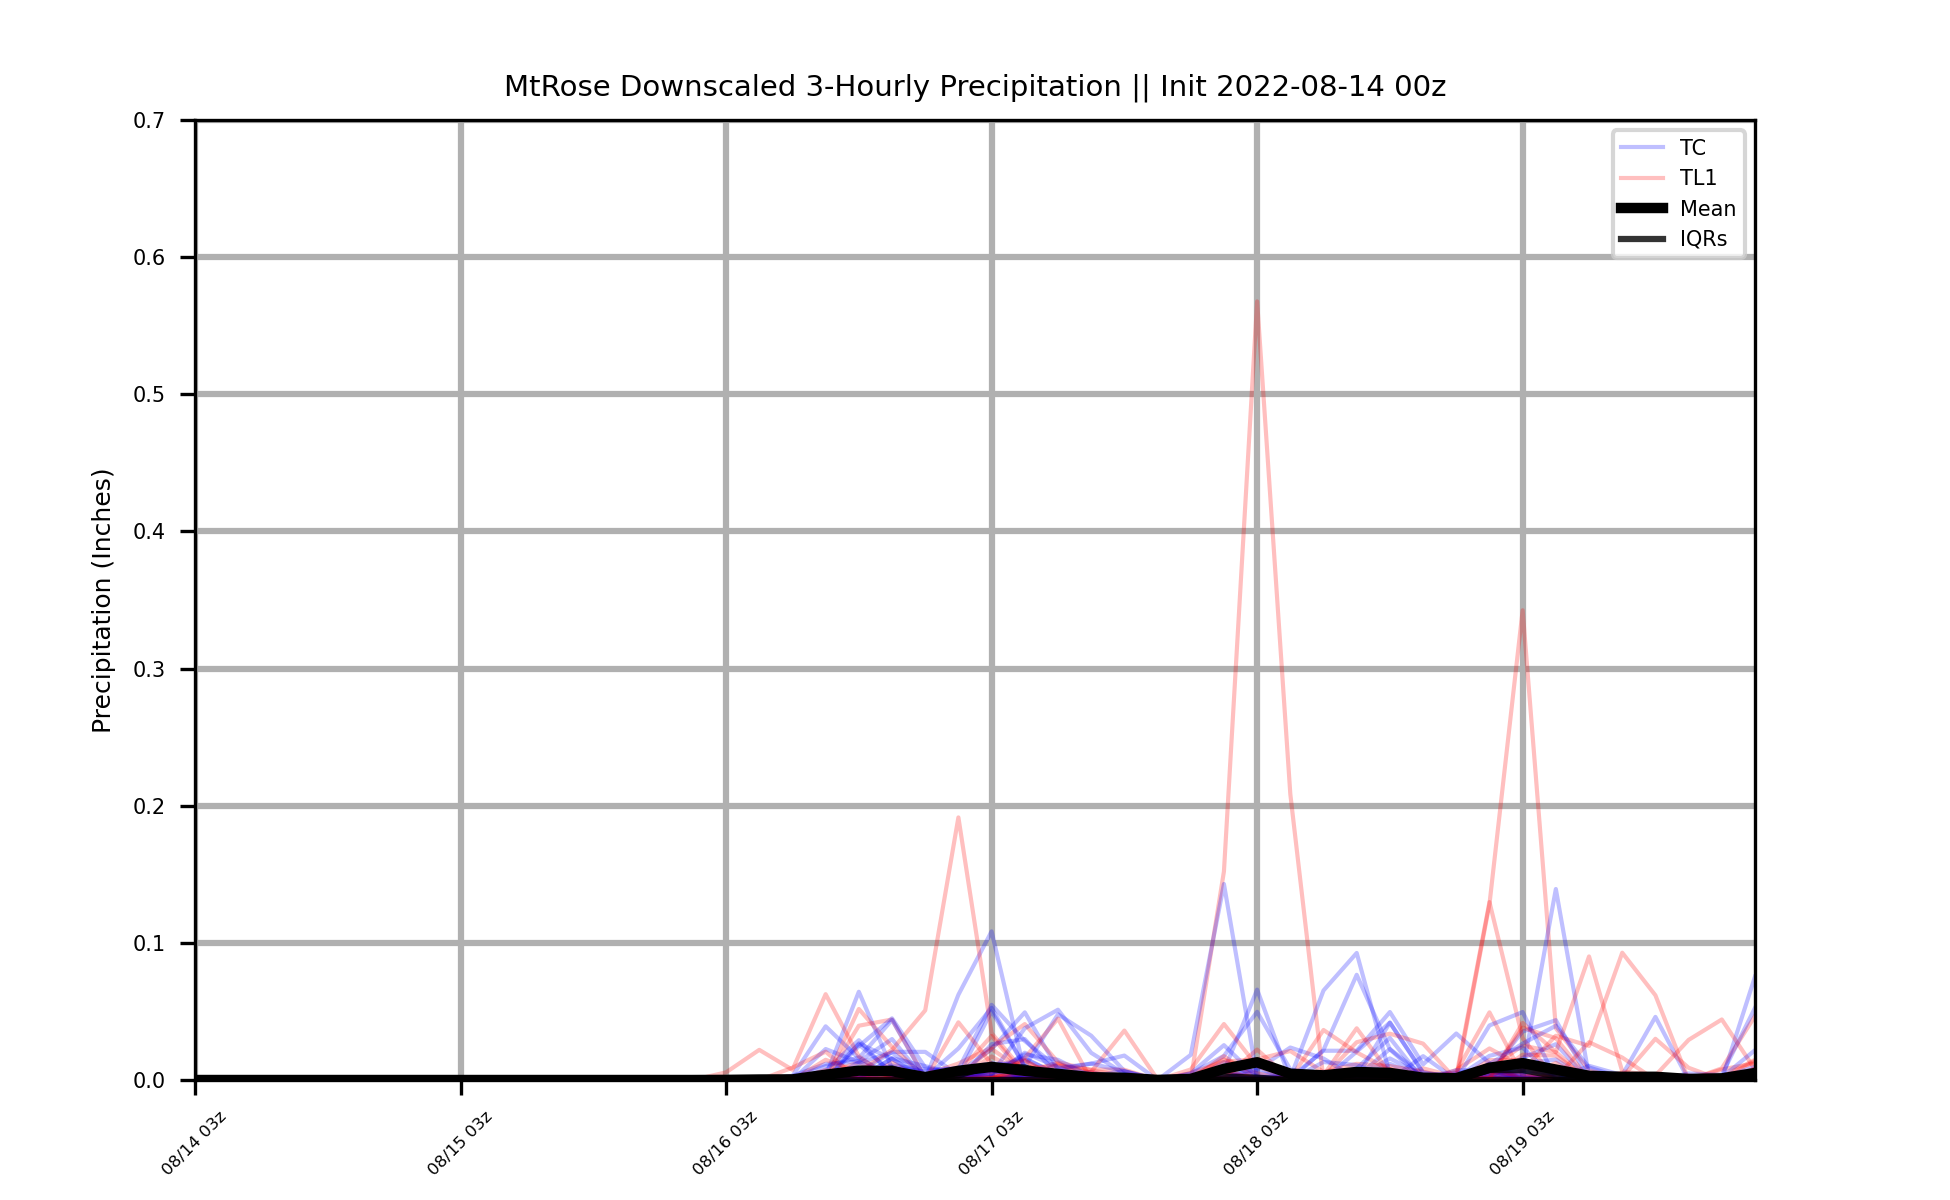 MtRose Downscaled 3-Hourly Precipitation || Init 2022-08-14 00z
TC
TL1
Mean
IQRs
Precipitation (Inches)
0.7
0.6
0.5
0.4
0.3
0.2
0.1
0.0
08/14 03z
08/15 03z
08/16 03z
08/17 03z
08/18 03z
08/19 03z